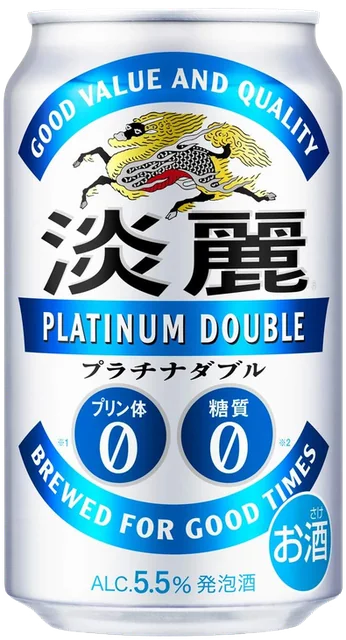 GOOD VALUE AND QUALITY
淡麗
PLATINUM DOUBLE
プラチナダブル
プリン体 糖質
※1 0 0 ※2
BREWED FOR GOOD TIMES
さけ
お酒
ALC.5.5% 発泡酒